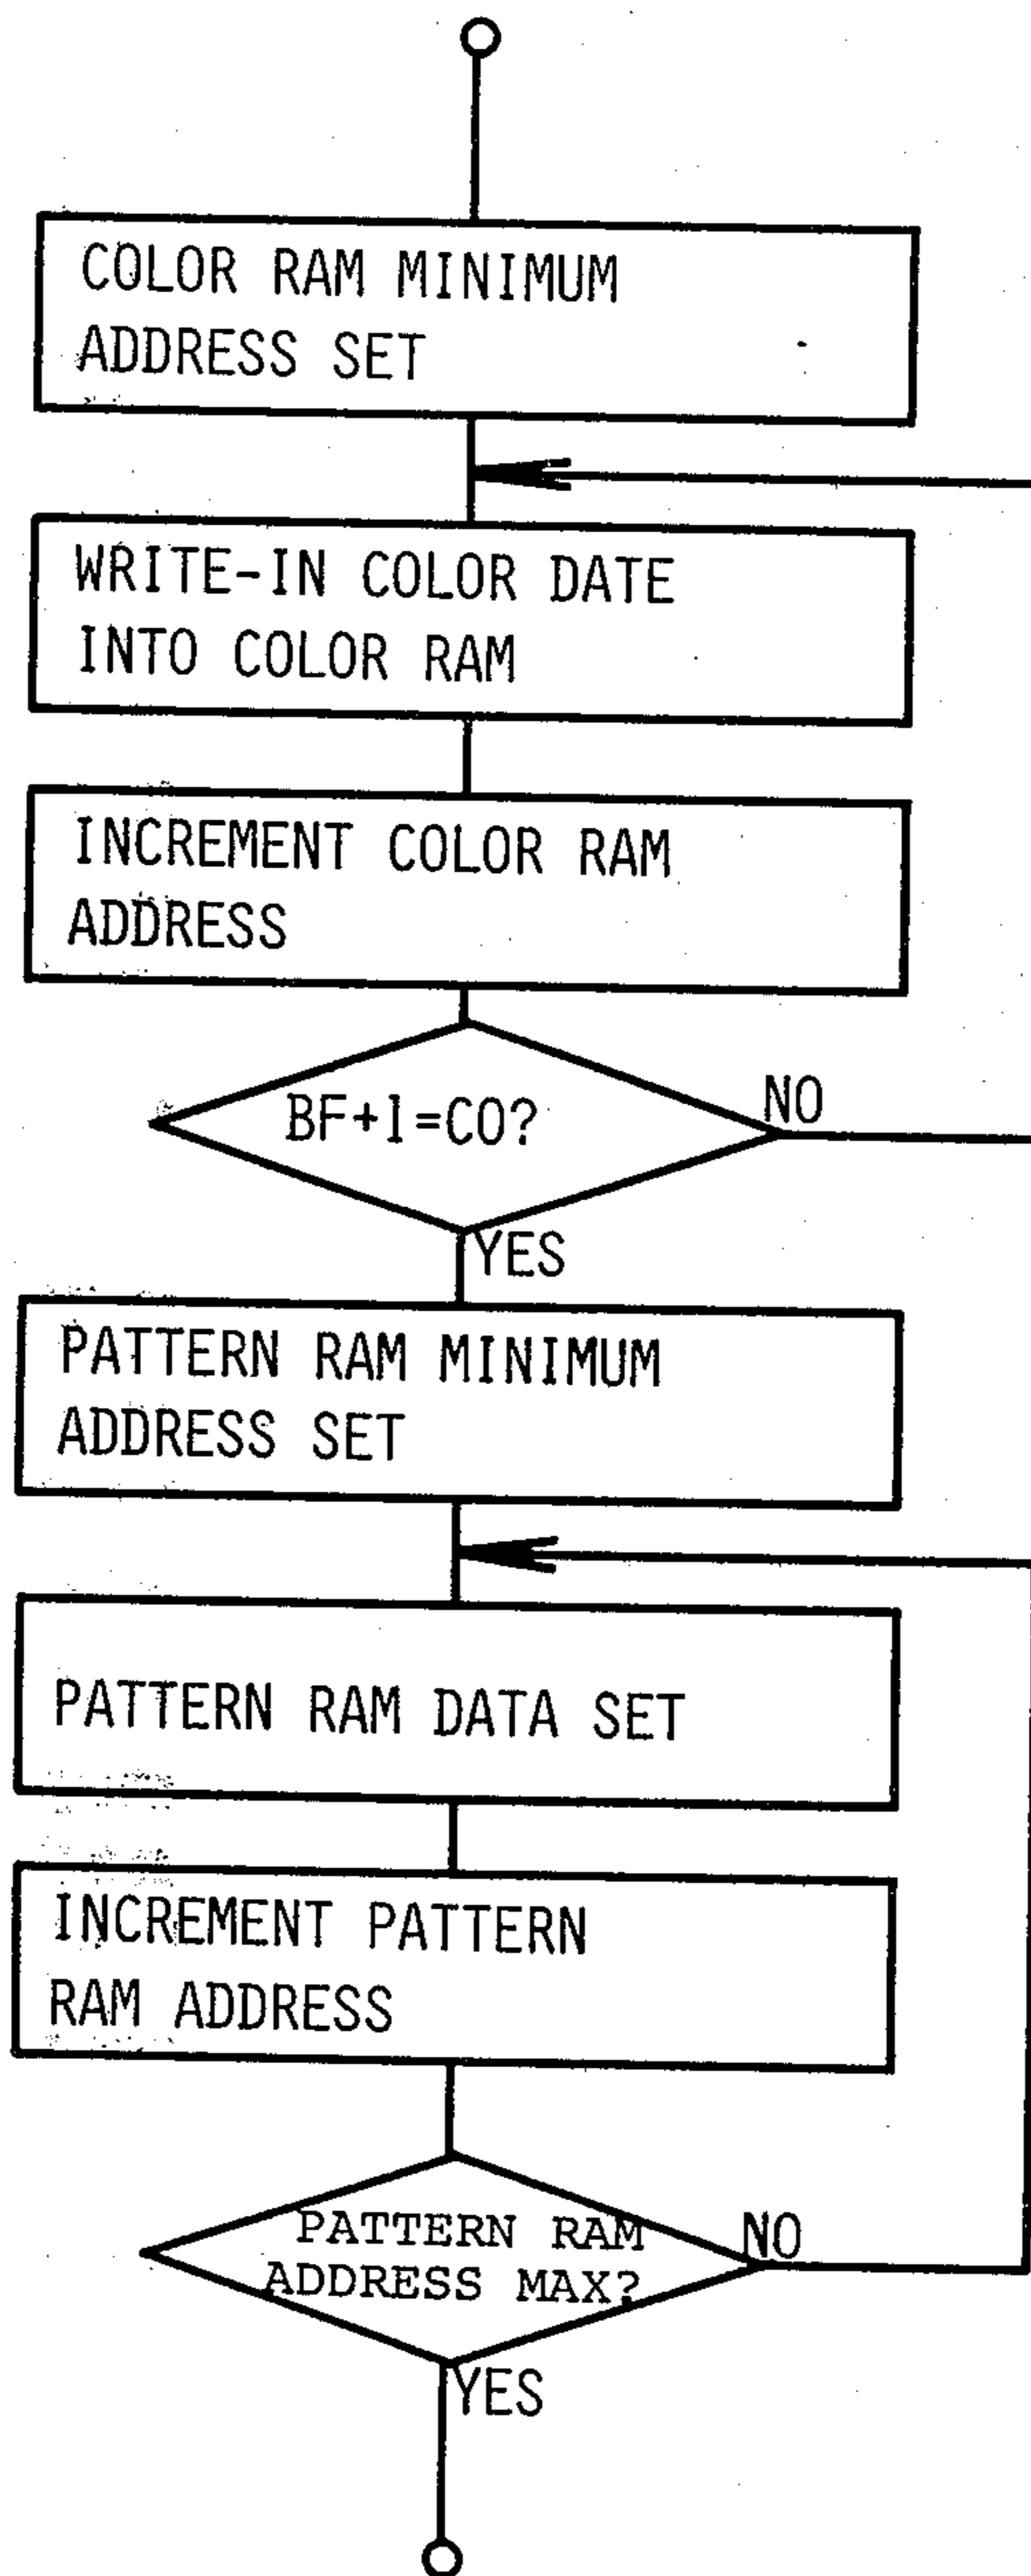 COLOR RAM MINIMUM
ADDRESS SET
WRITE-IN COLOR DATE
INTO COLOR RAM
INCREMENT COLOR RAM
ADDRESS
BF+1=CO?
NO
YES
PATTERN RAM MINIMUM
ADDRESS SET
PATTERN RAM DATA SET
INCREMENT PATTERN
RAM ADDRESS
PATTERN RAM
ADDRESS MAX?
NO
YES